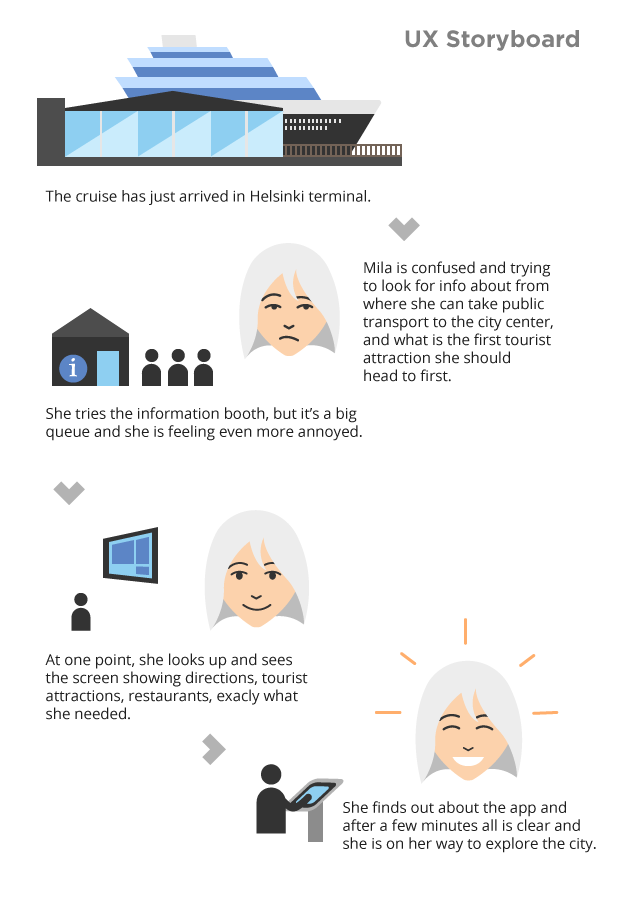 UX Storyboard
The cruise has just arrived in Helsinki terminal.
Mila is confused and trying
to look for info about from
where she can take public
transport to the city center,
and what is the first tourist
attraction she should
head to first.
i
She tries the information booth, but it’s a big
queue and she is feeling even more annoyed.
At one point, she looks up and sees
the screen showing directions, tourist
attractions, restaurants, exacly what
she needed.
She finds out about the app and
after a few minutes all is clear and
she is on her way to explore the city.